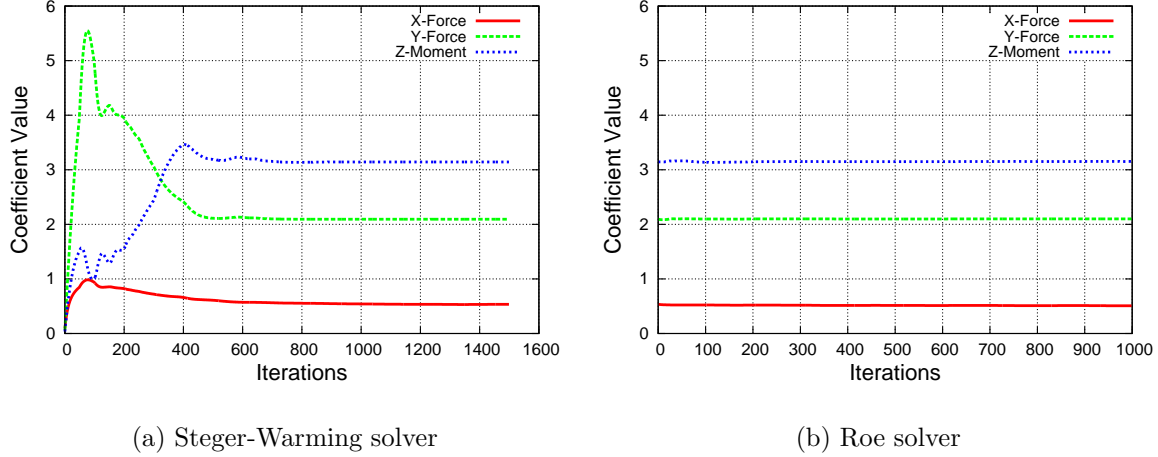 6
5
4
3
2
1
0
Coefficient Value
X-Force
Y-Force
Z-Moment
0 200 400 600 800 1000 1200 1400 1600
Iterations
(a) Steger-Warming solver
6
5
4
3
2
1
0
Coefficient Value
X-Force
Y-Force
Z-Moment
0 100 200 300 400 500 600 700 800 900 1000
Iterations
(b) Roe solver